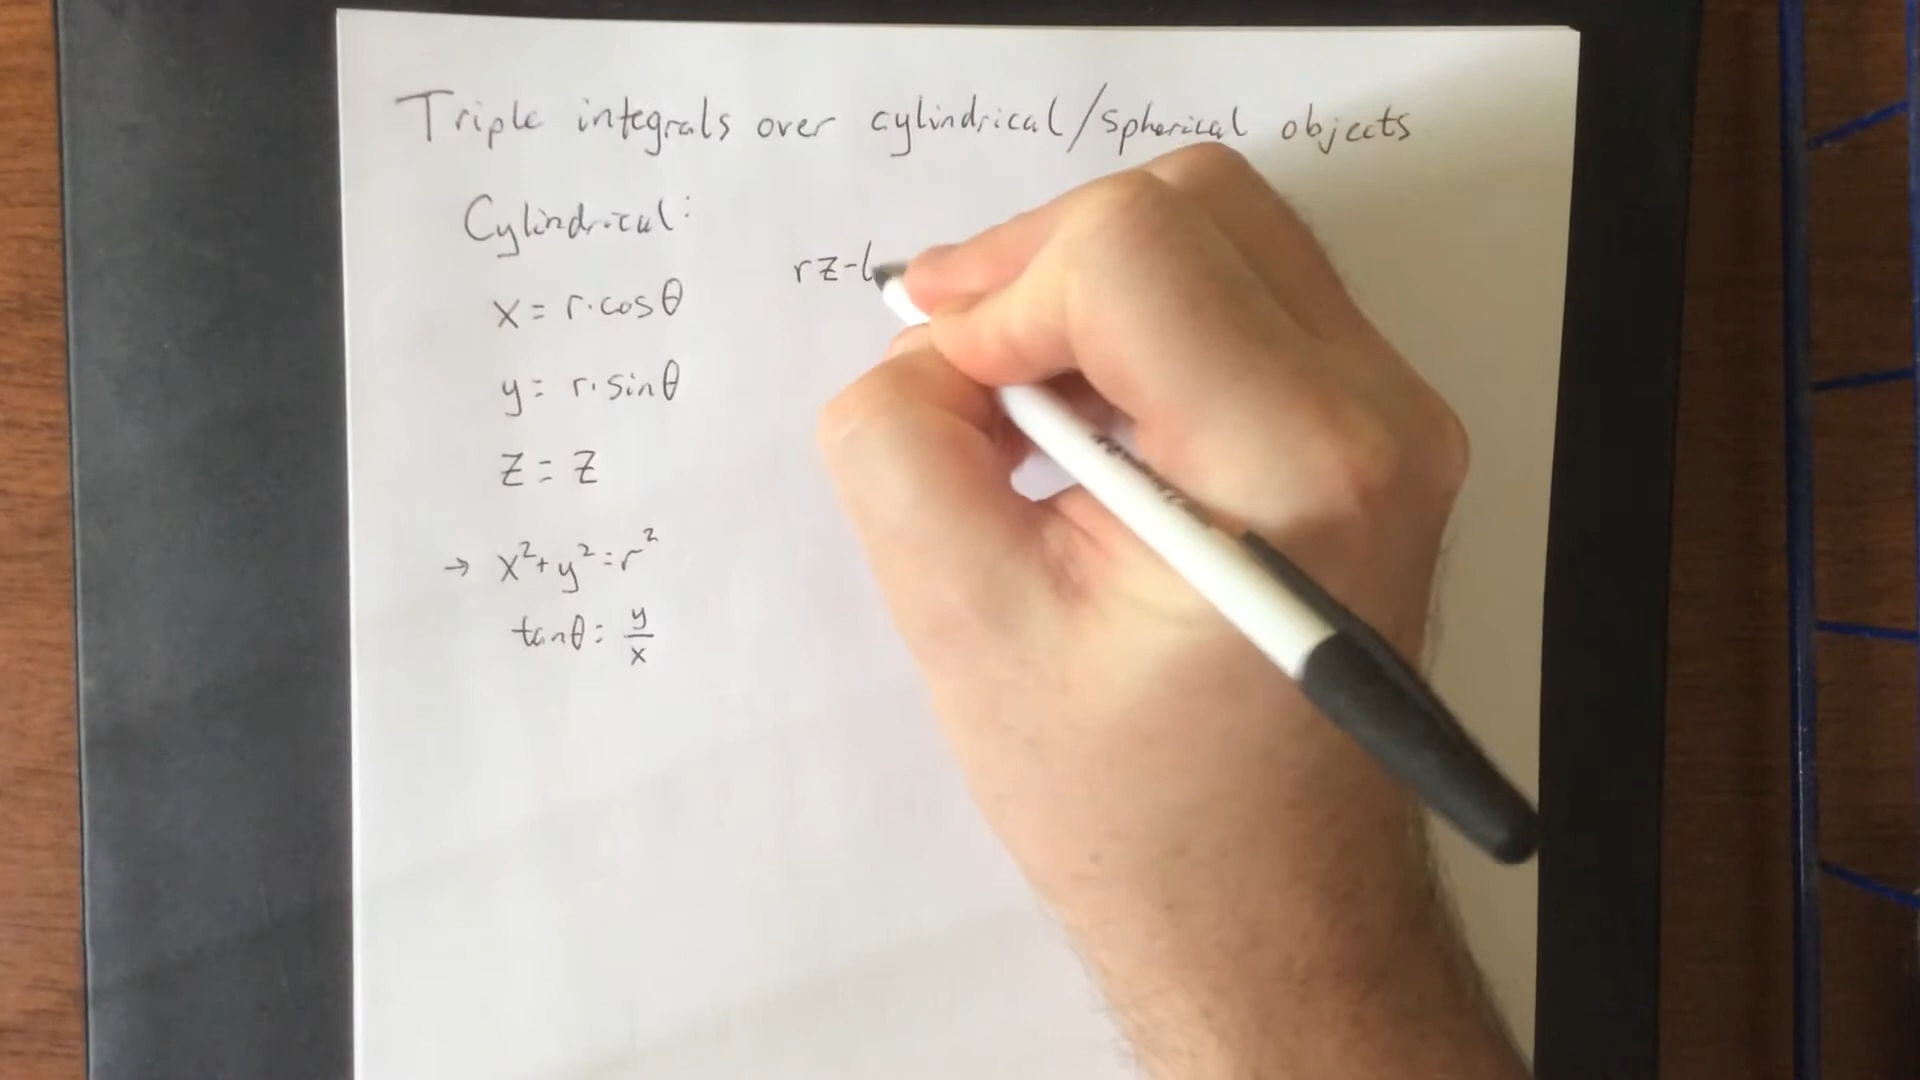 Triple integrals over cylindrical/spherical objects
Cylindrical:
x = r·cosθ
y = r·sinθ
z = z
→ x²+y²=r²
tanθ = y/x
rz-